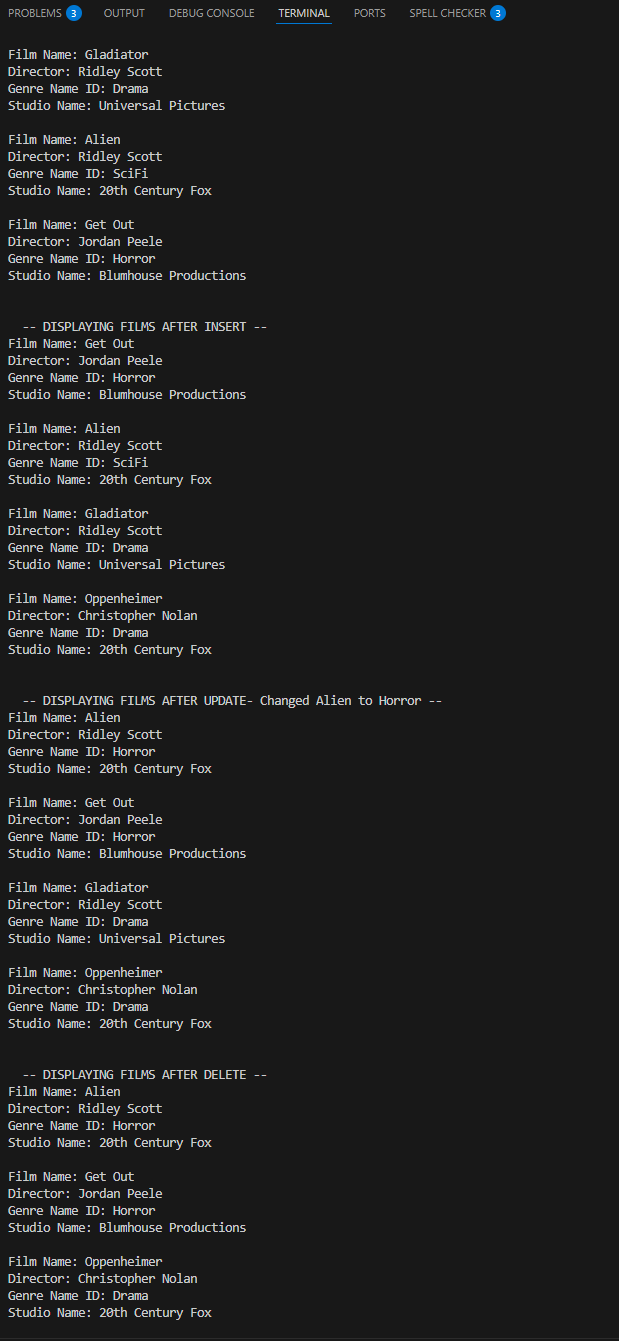 PROBLEMS 3 OUTPUT DEBUG CONSOLE TERMINAL PORTS SPELL CHECKER 3
Film Name: Gladiator
Director: Ridley Scott
Genre Name ID: Drama
Studio Name: Universal Pictures
Film Name: Alien
Director: Ridley Scott
Genre Name ID: SciFi
Studio Name: 20th Century Fox
Film Name: Get Out
Director: Jordan Peele
Genre Name ID: Horror
Studio Name: Blumhouse Productions
-- DISPLAYING FILMS AFTER INSERT --
Film Name: Get Out
Director: Jordan Peele
Genre Name ID: Horror
Studio Name: Blumhouse Productions
Film Name: Alien
Director: Ridley Scott
Genre Name ID: SciFi
Studio Name: 20th Century Fox
Film Name: Gladiator
Director: Ridley Scott
Genre Name ID: Drama
Studio Name: Universal Pictures
Film Name: Oppenheimer
Director: Christopher Nolan
Genre Name ID: Drama
Studio Name: 20th Century Fox
-- DISPLAYING FILMS AFTER UPDATE- Changed Alien to Horror --
Film Name: Alien
Director: Ridley Scott
Genre Name ID: Horror
Studio Name: 20th Century Fox
Film Name: Get Out
Director: Jordan Peele
Genre Name ID: Horror
Studio Name: Blumhouse Productions
Film Name: Gladiator
Director: Ridley Scott
Genre Name ID: Drama
Studio Name: Universal Pictures
Film Name: Oppenheimer
Director: Christopher Nolan
Genre Name ID: Drama
Studio Name: 20th Century Fox
-- DISPLAYING FILMS AFTER DELETE --
Film Name: Alien
Director: Ridley Scott
Genre Name ID: Horror
Studio Name: 20th Century Fox
Film Name: Get Out
Director: Jordan Peele
Genre Name ID: Horror
Studio Name: Blumhouse Productions
Film Name: Oppenheimer
Director: Christopher Nolan
Genre Name ID: Drama
Studio Name: 20th Century Fox